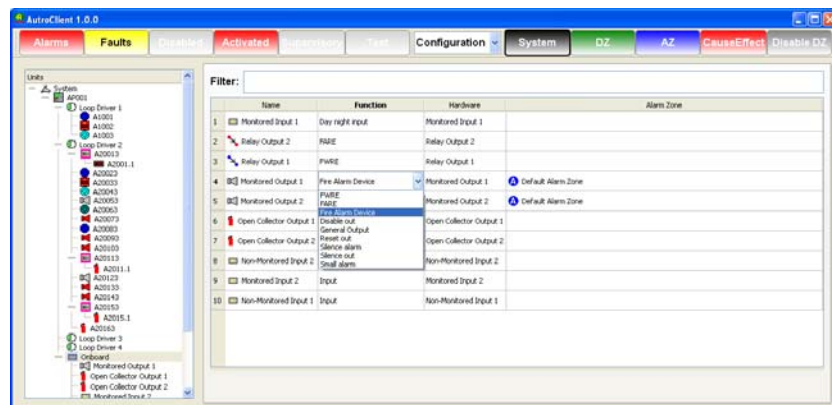 AutroClient 1.0.0
Alarms Faults Disabled Activated Supervisory Test Configuration System DZ AZ CauseEffect Disable DZ
Units
System
AP001
Loop Driver 1
A1001
A1002
A1003
Loop Driver 2
A20013
A2001.1
A20023
A20033
A20043
A20053
A20063
A20073
A20083
A20093
A20103
A20113
A2011.1
A20123
A20133
A20143
A20153
A2015.1
A20163
Loop Driver 3
Loop Driver 4
Onboard
Monitored Output 1
Open Collector Output 1
Open Collector Output 2
Monitored Input 2
Filter:
Name Function Hardware Alarm Zone
1 Monitored Input 1 Day night input Monitored Input 1
2 Relay Output 2 FARE Relay Output 2
3 Relay Output 1 FWRE Relay Output 1
4 Monitored Output 1 Fire Alarm Device Monitored Output 1 A Default Alarm Zone
5 Monitored Output 2 Monitored Output 2 A Default Alarm Zone
6 Open Collector Output 1 Open Collector Output 1
7 Open Collector Output 2 Open Collector Output 2
8 Non-Monitored Input 2 Non-Monitored Input 2
9 Monitored Input 2 Input Monitored Input 2
10 Non-Monitored Input 1 Input Non-Monitored Input 1
FWRE
FARE
Fire Alarm Device
Disable out
General Output
Reset out
Silence alarm
Silence out
Small alarm